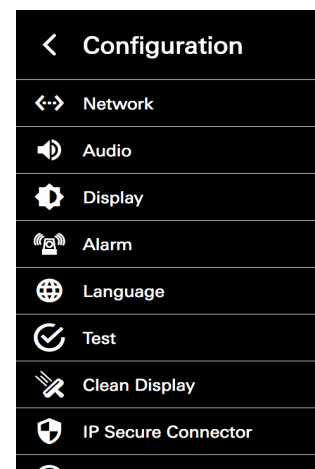 Configuration
Network
Audio
Display
Alarm
Language
Test
Clean Display
IP Secure Connector